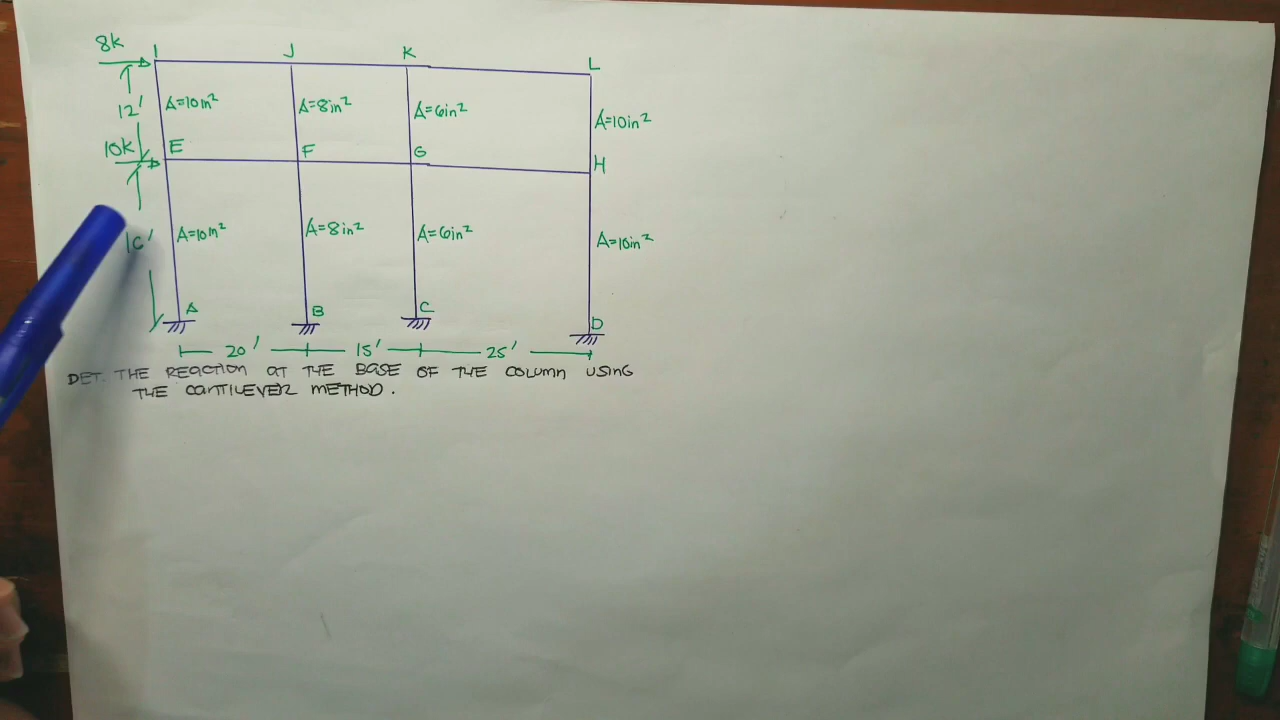 8k
I J K L
12'
A=10in² A=8in² A=6in² A=10in²
10k E F G H
A=10in² A=8in² A=6in² A=10in²
A B C D
20' 15' 25'
DET. THE REACTION AT THE BASE OF THE COLUMN USING
THE CANTILEVER METHOD.